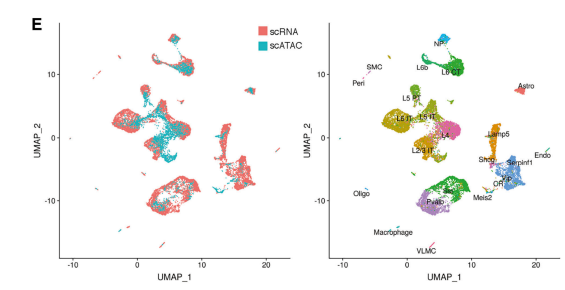 E
scRNA
scATAC
UMAP_2
10
0
-10
-10
0
10
20
UMAP_1
NP
L6b
L6 CT
SMC
Peri
Astro
L5 PT
L6 IT
L5 IT
L4
Lamp5
L2/3 IT
Sncg
Serpinf1
Endo
Vip
Oligo
Sst
Meis2
Pvalb
Macrophage
VLMC
UMAP_2
10
0
-10
-10
0
10
20
UMAP_1